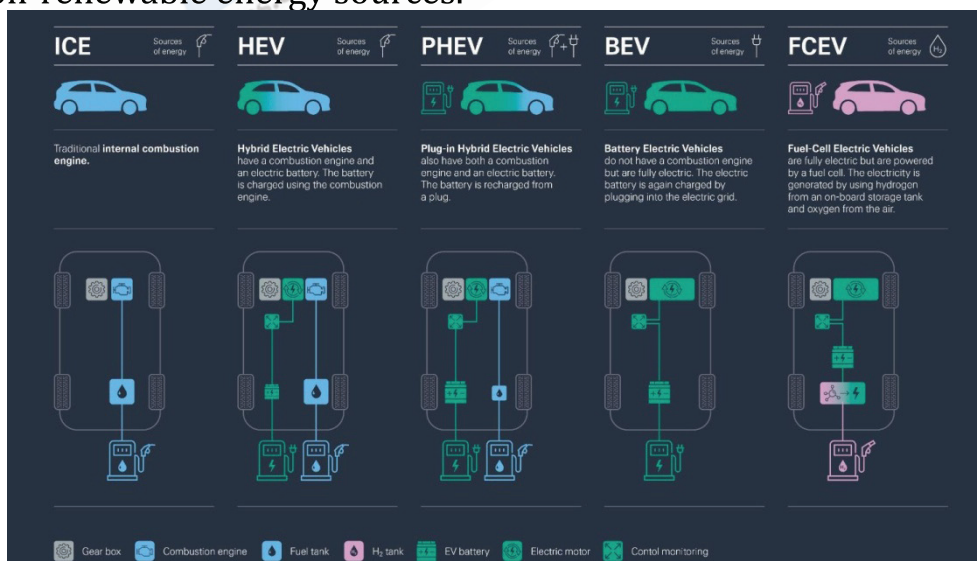 on-renewable energy sources.
ICE
Sources
of energy
HEV
Sources
of energy
PHEV
Sources
of energy
+
BEV
Sources
of energy
FCEV
Sources
of energy
H₂
Traditional internal combustion
engine.
Hybrid Electric Vehicles
have a combustion engine and
an electric battery. The battery
is charged using the combustion
engine.
Plug-in Hybrid Electric Vehicles
also have both a combustion
engine and an electric battery.
The battery is recharged from
a plug.
Battery Electric Vehicles
do not have a combustion engine
but are fully electric. The electric
battery is again charged by
plugging into the electric grid.
Fuel-Cell Electric Vehicles
are fully electric but are powered
by a fuel cell. The electricity is
generated by using hydrogen
from an on-board storage tank
and oxygen from the air.
Gear box
Combustion engine
Fuel tank
H₂ tank
EV battery
Electric motor
Contol monitoring